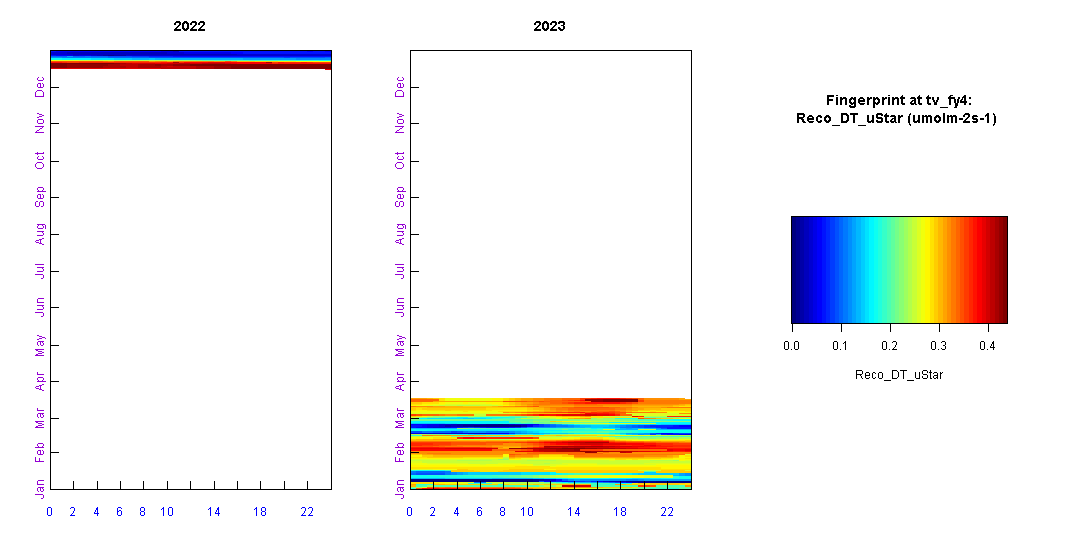 2022
2023
Fingerprint at tv_fy4:
Reco_DT_uStar (umolm-2s-1)
Dec
Nov
Oct
Sep
Aug
Jul
Jun
May
Apr
Mar
Feb
Jan
0 2 4 6 8 10 14 18 22
Dec
Nov
Oct
Sep
Aug
Jul
Jun
May
Apr
Mar
Feb
Jan
0 2 4 6 8 10 14 18 22
0.0 0.1 0.2 0.3 0.4
Reco_DT_uStar